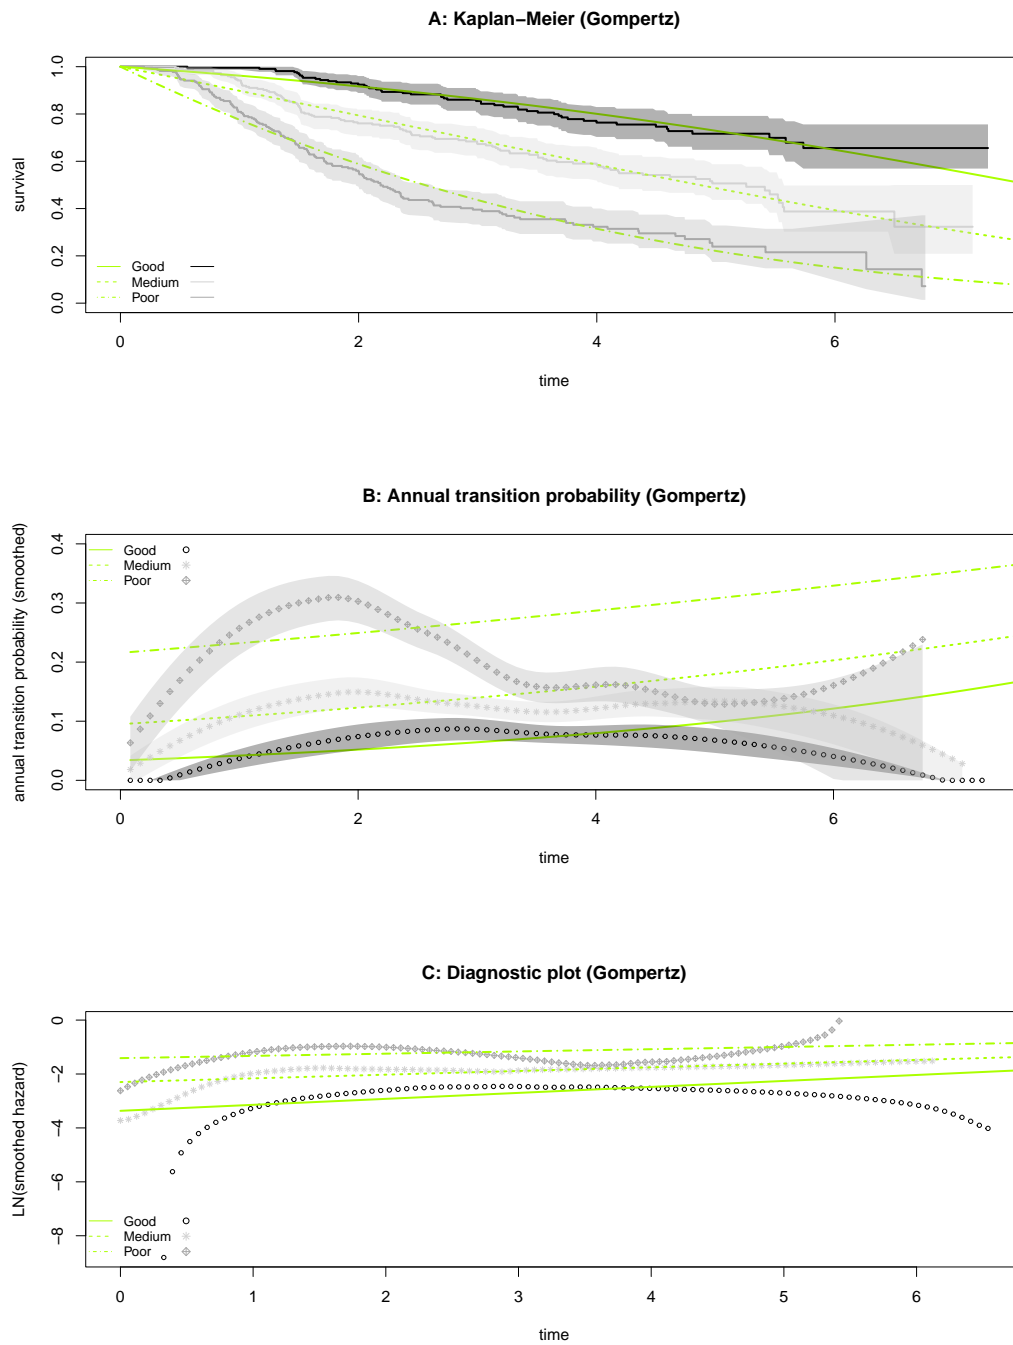 A: Kaplan−Meier (Gompertz)
survival
1.0
0.8
0.6
0.4
0.2
0.0
Good
Medium
Poor
0 2 4 6
time
B: Annual transition probability (Gompertz)
annual transition probability (smoothed)
0.4
0.3
0.2
0.1
0.0
Good
Medium
Poor
0 2 4 6
time
C: Diagnostic plot (Gompertz)
LN(smoothed hazard)
0
−2
−4
−6
−8
Good
Medium
Poor
0 1 2 3 4 5 6
time